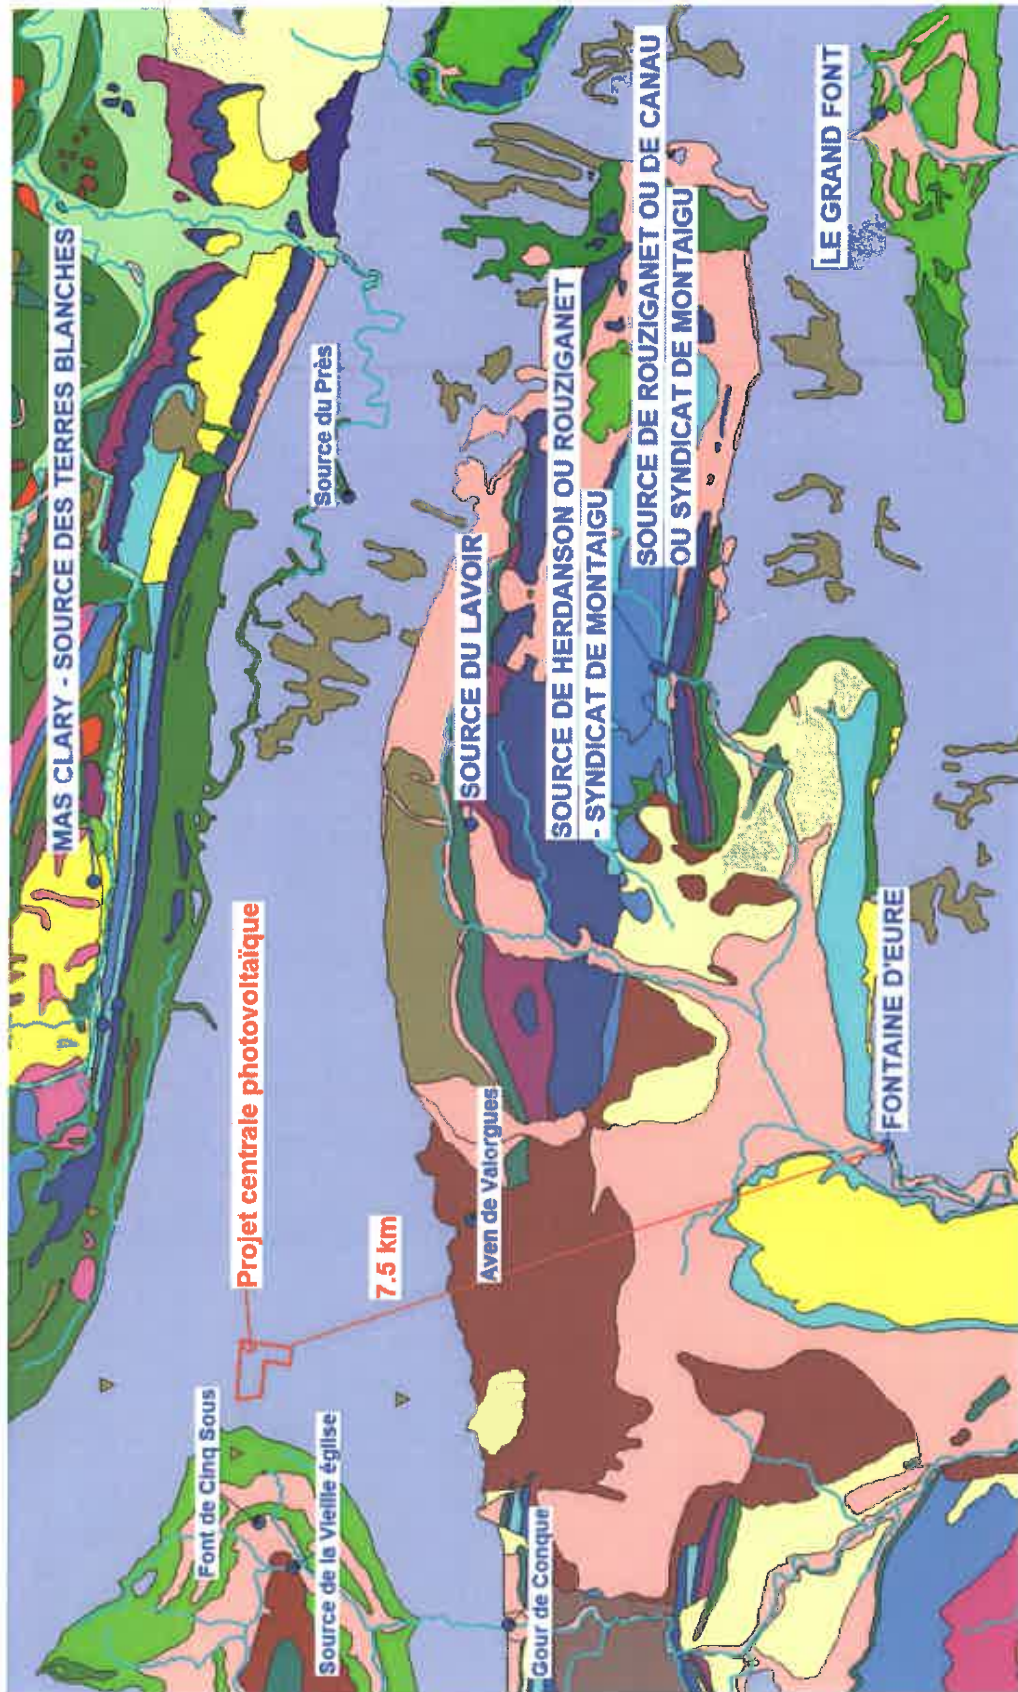 MAS CLARY - SOURCE DES TERRES BLANCHES
Projet centrale photovoltaïque
Font de Cinq Sous
Source de la Vieille église
7.5 km
Source du Près
SOURCE DU LAVOIR
Aven de Valorgues
Gour de Conque
SOURCE DE HERDANSON OU ROUZIGANET
- SYNDICAT DE MONTAIGU
SOURCE DE ROUZIGANET OU DE CANAU
OU SYNDICAT DE MONTAIGU
LE GRAND FONT
FONTAINE D'EURE